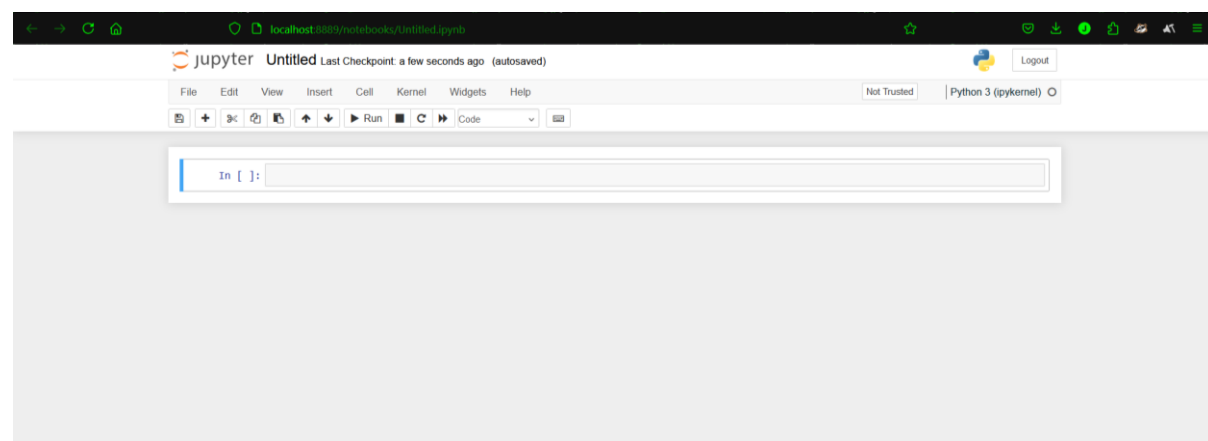 localhost:8889/notebooks/Untitled.ipynb
jupyter Untitled Last Checkpoint: a few seconds ago (autosaved) Logout
File Edit View Insert Cell Kernel Widgets Help Not Trusted Python 3 (ipykernel)
Run Code
In [ ]: